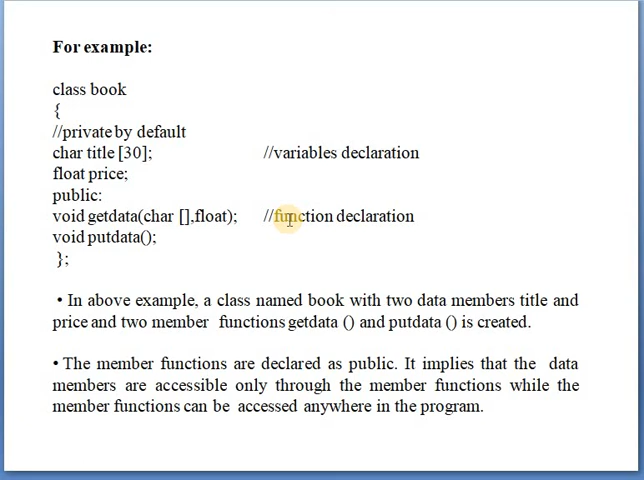 For example:
class book
{
//private by default
char title [30]; //variables declaration
float price;
public:
void getdata(char [],float); //function declaration
void putdata();
};
• In above example, a class named book with two data members title and
price and two member functions getdata () and putdata () is created.
• The member functions are declared as public. It implies that the data
members are accessible only through the member functions while the
member functions can be accessed anywhere in the program.